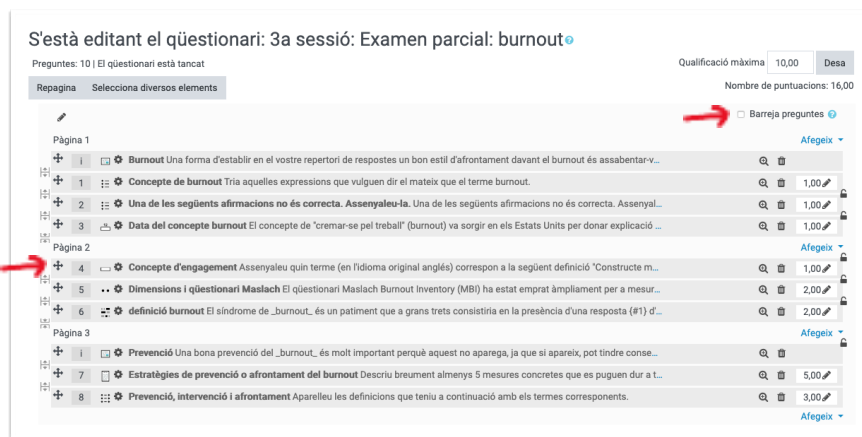 S'està editant el qüestionari: 3a sessió: Examen parcial: burnout
Preguntes: 10 | El qüestionari està tancat
Qualificació màxima 10,00 Desa
Repagina Selecciona diversos elements
Nombre de puntuacions: 16,00
Barreja preguntes
Pàgina 1
Afegeix
i Burnout Una forma d'establir en el vostre repertori de respostes un bon estil d'afrontament davant el burnout és assabentar-v...
1 Concepte de burnout Tria aquelles expressions que vulguen dir el mateix que el terme burnout. 1,00
2 Una de les següents afirmacions no és correcta. Assenyaleu-la. Una de les següents afirmacions no és correcta. Assenyal... 1,00
3 Data del concepte burnout El concepte de "cremar-se pel treball" (burnout) va sorgir en els Estats Units per donar explicació ... 1,00
Pàgina 2
Afegeix
4 Concepte d'engagement Assenyaleu quin terme (en l'idioma original anglés) correspon a la següent definició "Constructe m... 1,00
5 Dimensions i qüestionari Maslach El qüestionari Maslach Burnout Inventory (MBI) ha estat emprat àmpliament per a mesur... 2,00
6 definició burnout El síndrome de _burnout_ és un patiment que a grans trets consistiria en la presència d'una resposta {#1} d'... 2,00
Pàgina 3
Afegeix
i Prevenció Una bona prevenció del _burnout_ és molt important perquè aquest no aparega, ja que si apareix, pot tindre conse...
7 Estratègies de prevenció o afrontament del burnout Descriu breument almenys 5 mesures concretes que es puguen dur a t... 5,00
8 Prevenció, intervenció i afrontament Aparelleu les definicions que teniu a continuació amb els termes corresponents. 3,00
Afegeix